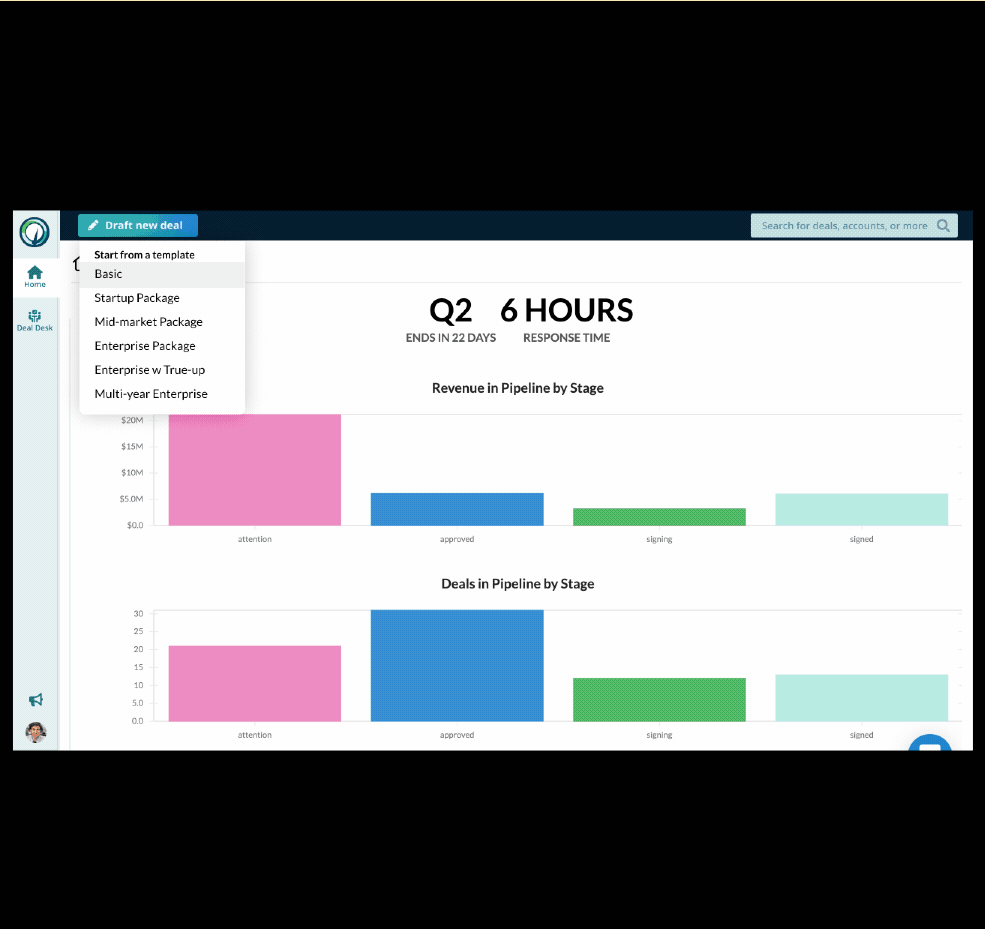 Draft new deal
Search for deals, accounts, or more
Home
Deal Desk
Start from a template
Basic
Startup Package
Mid-market Package
Enterprise Package
Enterprise w True-up
Multi-year Enterprise
Q2 6 HOURS
ENDS IN 22 DAYS RESPONSE TIME
Revenue in Pipeline by Stage
$20M
$15M
$10M
$5.0M
$0.0
attention approved signing signed
Deals in Pipeline by Stage
30
25
20
15
10
5.0
0.0
attention approved signing signed